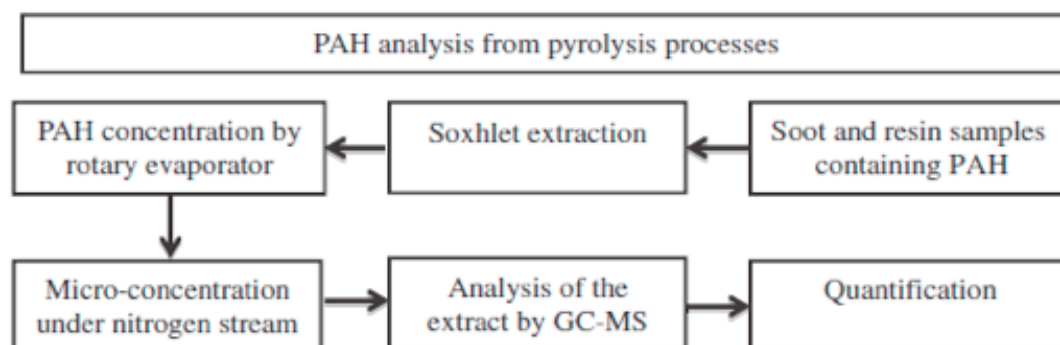 PAH analysis from pyrolysis processes
PAH concentration by
rotary evaporator
Soxhlet extraction
Soot and resin samples
containing PAH
Micro-concentration
under nitrogen stream
Analysis of the
extract by GC-MS
Quantification